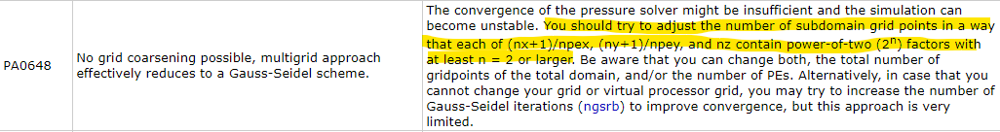 The convergence of the pressure solver might be insufficient and the simulation can
become unstable. You should try to adjust the number of subdomain grid points in a way
that each of (nx+1)/npex, (ny+1)/npey, and nz contain power-of-two (2ⁿ) factors with
at least n = 2 or larger. Be aware that you can change both, the total number of
gridpoints of the total domain, and/or the number of PEs. Alternatively, in case that you
cannot change your grid or virtual processor grid, you may try to increase the number of
Gauss-Seidel iterations (ngsrb) to improve convergence, but this approach is very
limited.
PA0648
No grid coarsening possible, multigrid approach
effectively reduces to a Gauss-Seidel scheme.